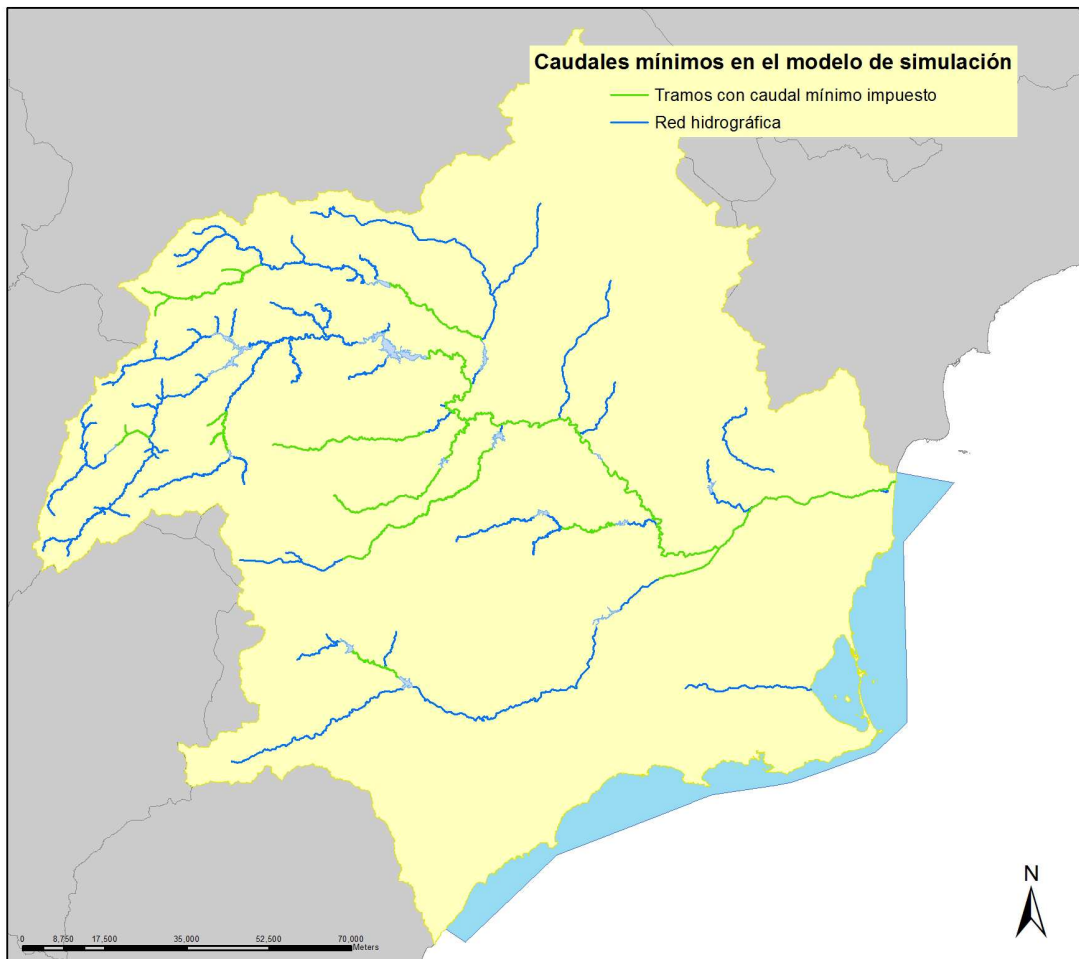 Caudales mínimos en el modelo de simulación
Tramos con caudal mínimo impuesto
Red hidrográfica
N
0 8,750 17,500 35,000 52,500 70,000
Meters